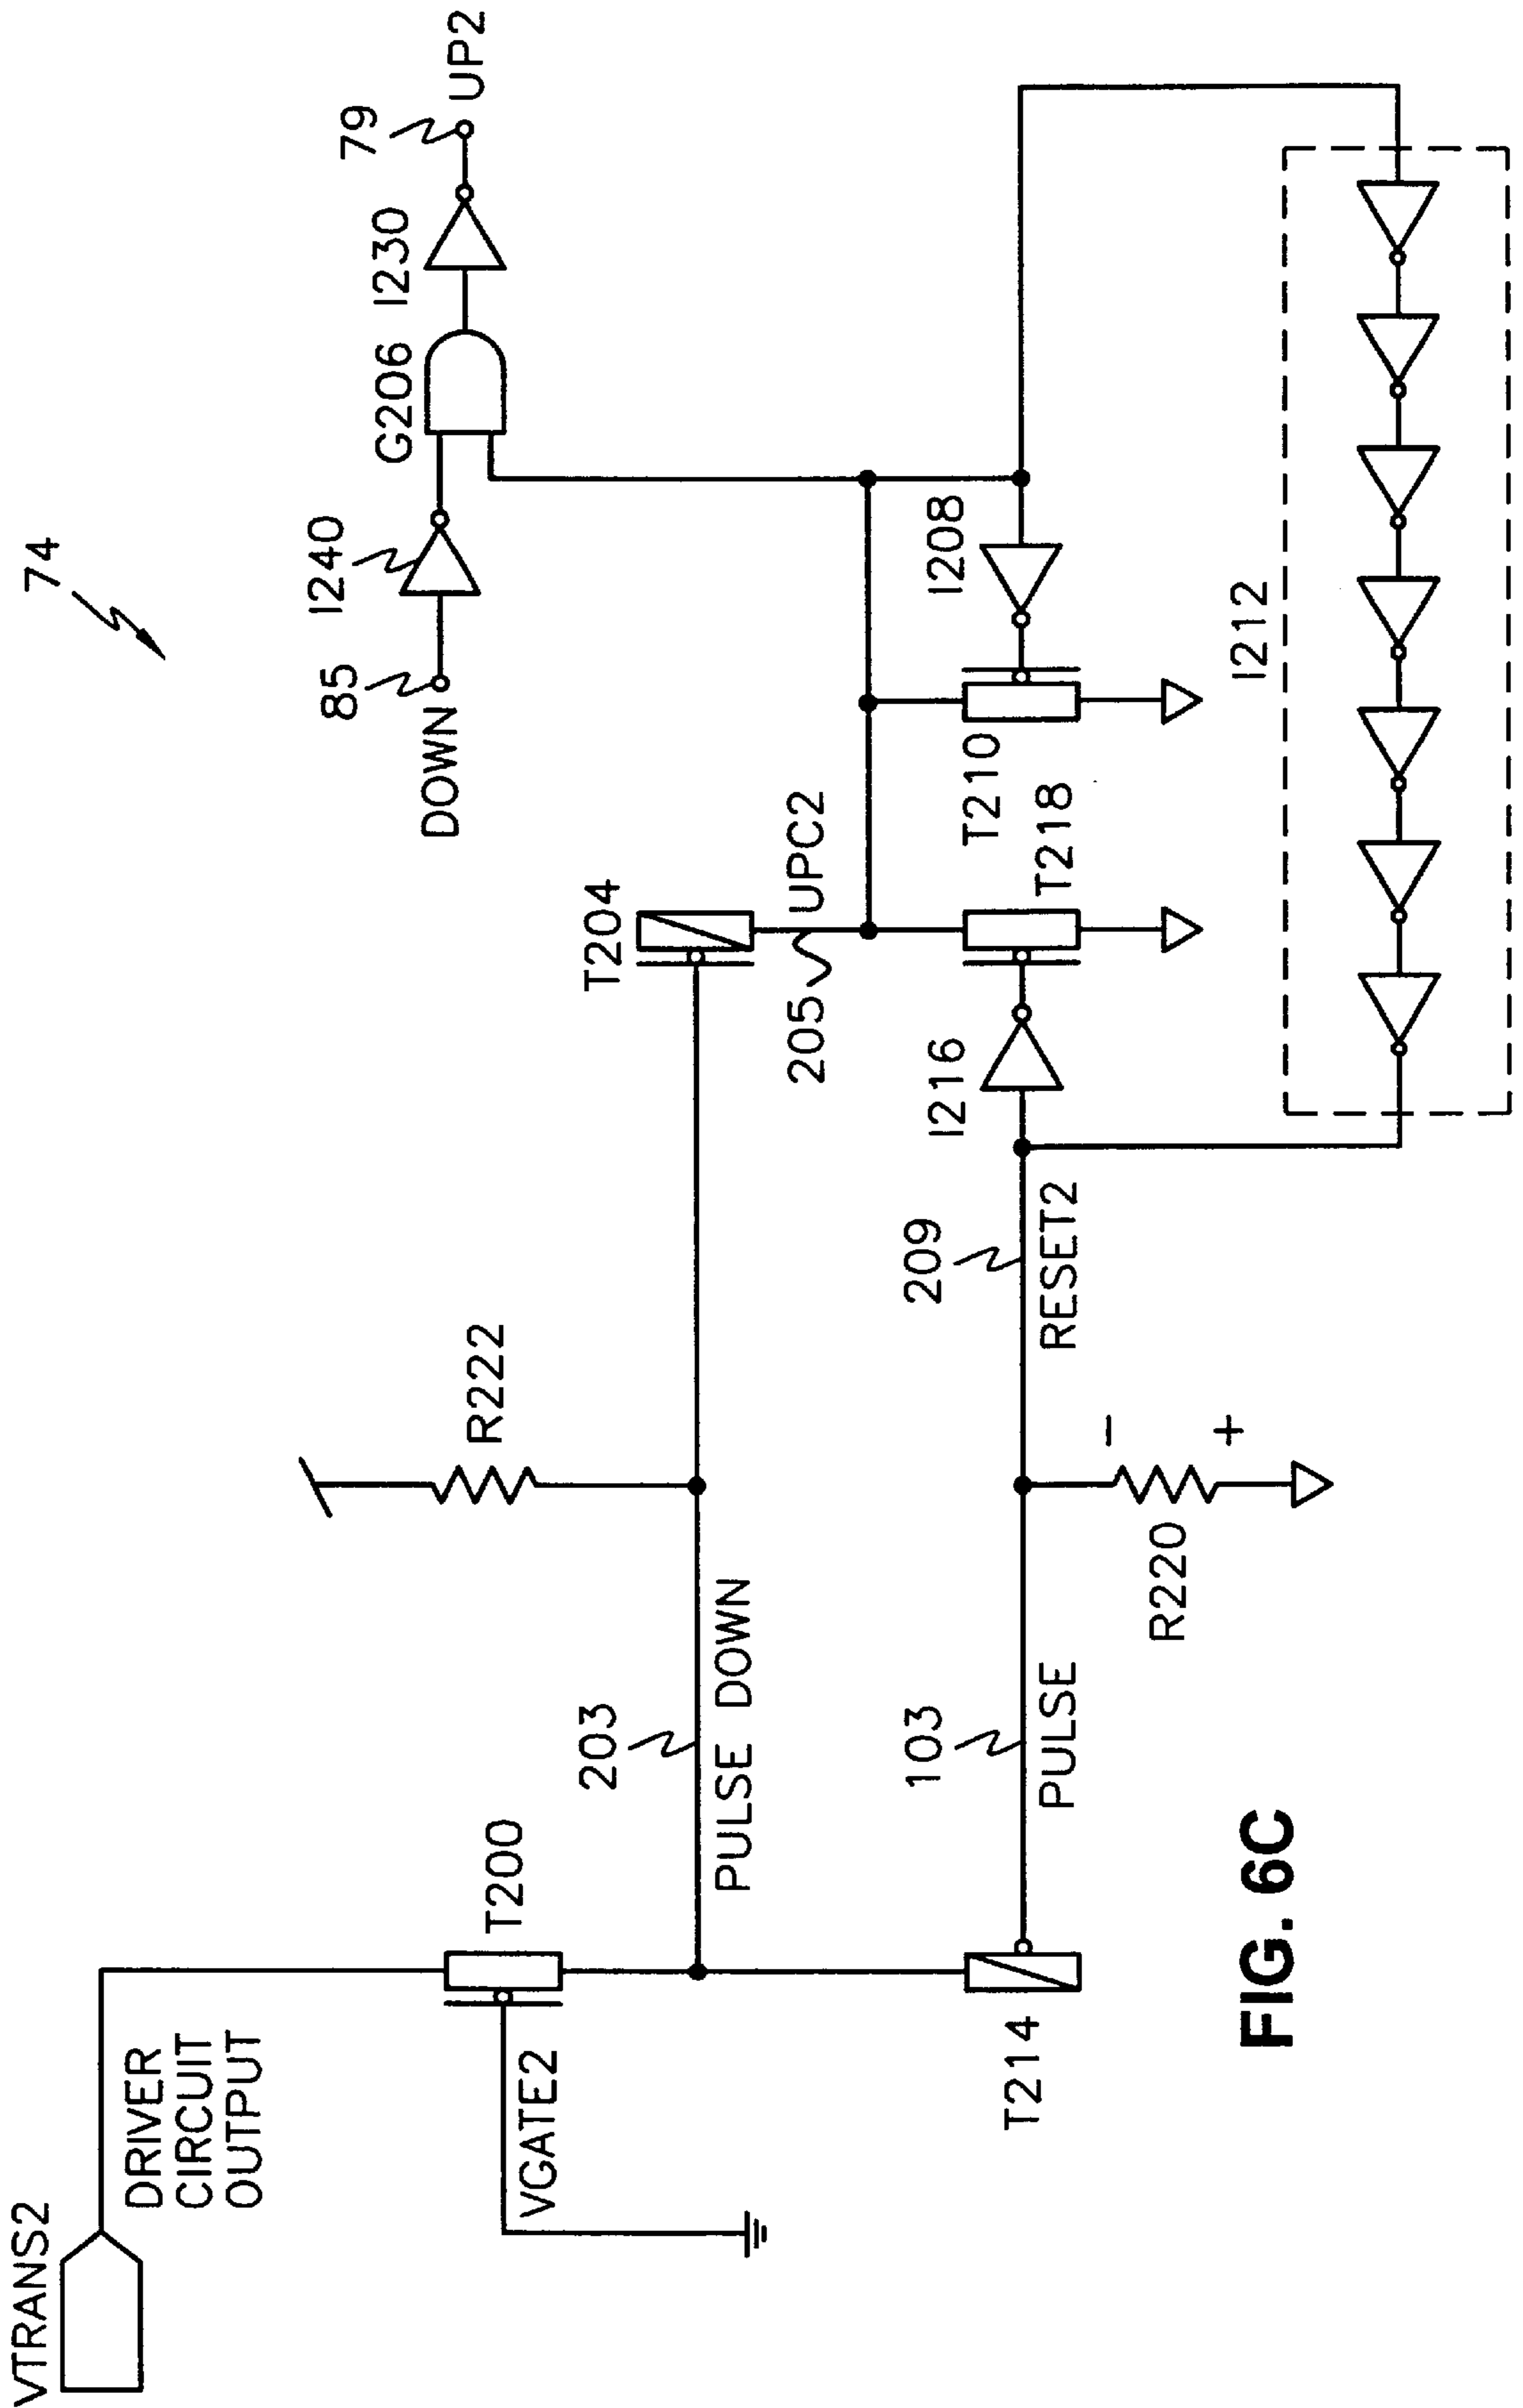 74
VTRANS2
DRIVER
CIRCUIT
OUTPUT
VGATE2
T200
203
PULSE DOWN
R222
T204
205
UPC2
DOWN
85
I240
G206
I230
79
UP2
T214
103
PULSE
R220
-
+
209
RESET2
I216
T218
T210
I208
I212
FIG. 6C